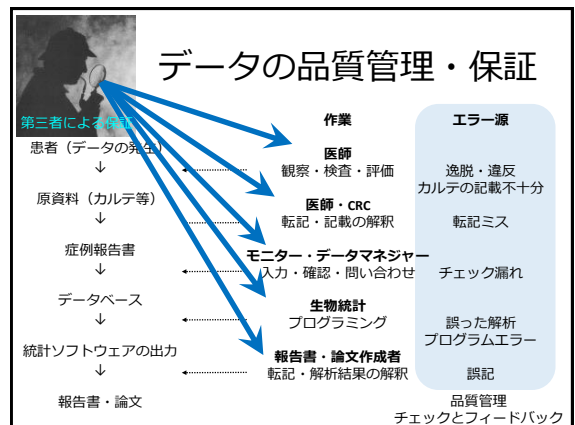 データの品質管理・保証
第三者による保証
作業
エラー源
患者（データの発生）
↓
医師
観察・検査・評価
逸脱・違反
カルテの記載不十分
原資料（カルテ等）
↓
医師・CRC
転記・記載の解釈
転記ミス
症例報告書
↓
モニター・データマネジャー
入力・確認・問い合わせ
チェック漏れ
データベース
↓
生物統計
プログラミング
誤った解析
プログラムエラー
統計ソフトウェアの出力
↓
報告書・論文作成者
転記・解析結果の解釈
誤記
報告書・論文
品質管理
チェックとフィードバック